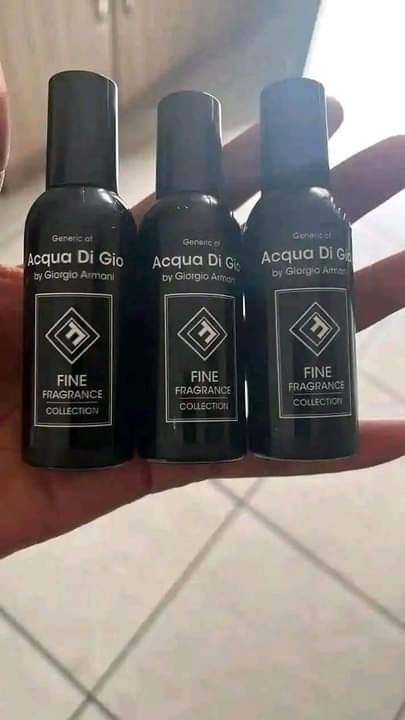 Generic of
Acqua Di Gio
by Giorgio Armani
FINE
FRAGRANCE
COLLECTION
Generic of
Acqua Di Gio
by Giorgio Armani
FINE
FRAGRANCE
COLLECTION
Generic of
Acqua Di Gio
by Giorgio Armani
FINE
FRAGRANCE
COLLECTION